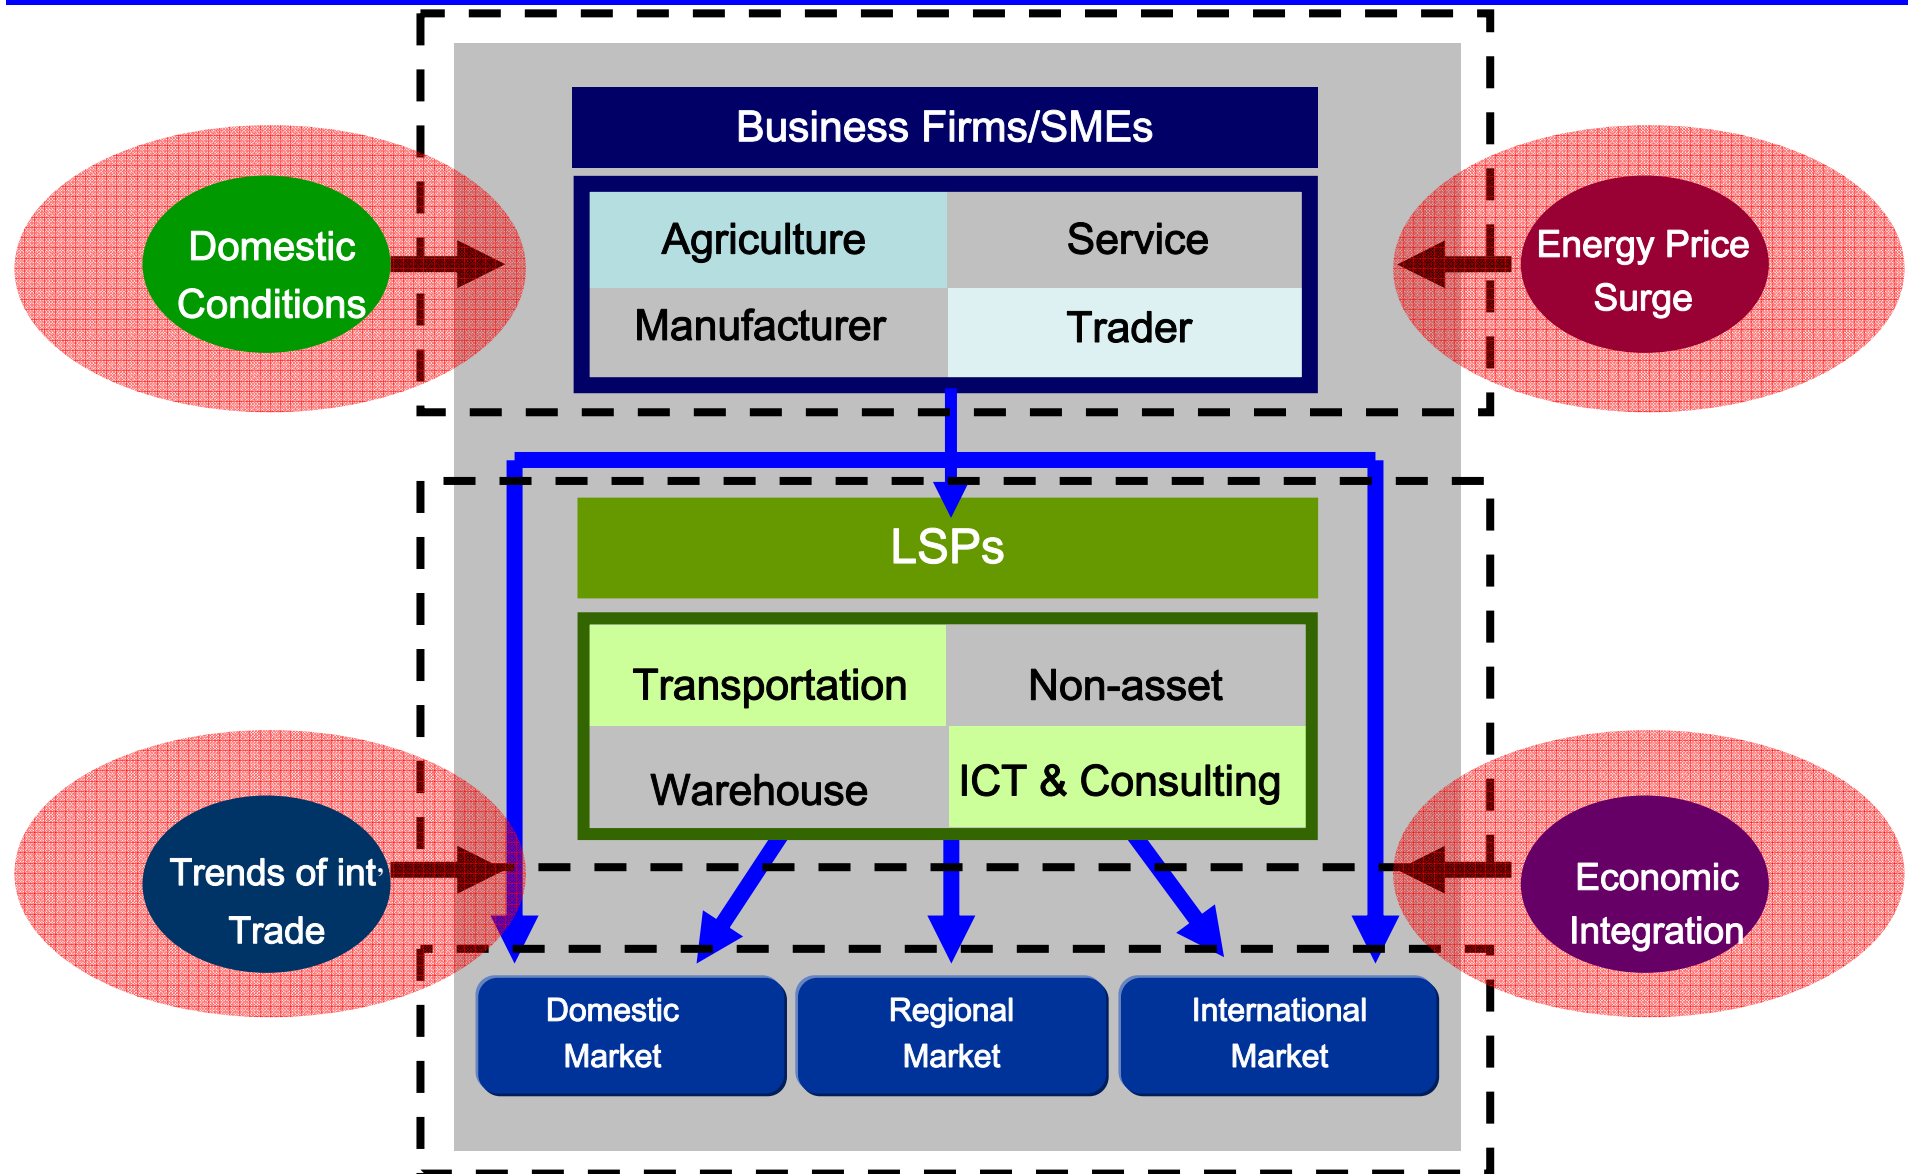 Business Firms/SMEs
Domestic
Conditions
Agriculture
Service
Manufacturer
Trader
Energy Price
Surge
LSPs
Transportation
Non-asset
Warehouse
ICT & Consulting
Trends of int’
Trade
Economic
Integration
Domestic
Market
Regional
Market
International
Market